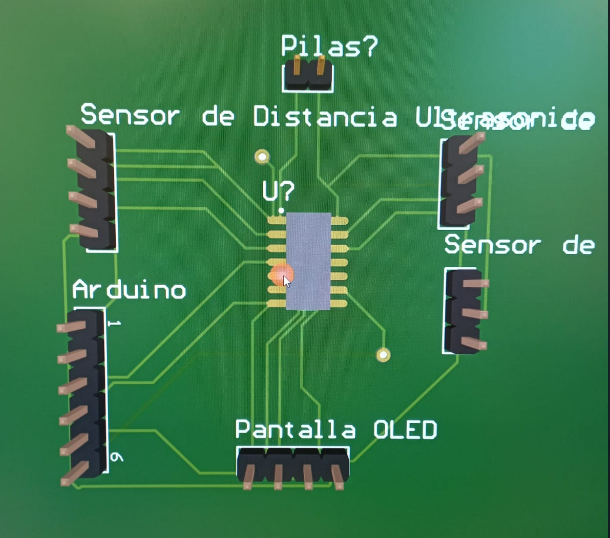 Pilas?
Sensor de Distancia Ultrasonico
Sensor de
U?
Sensor de
Arduino
1
6
Pantalla OLED